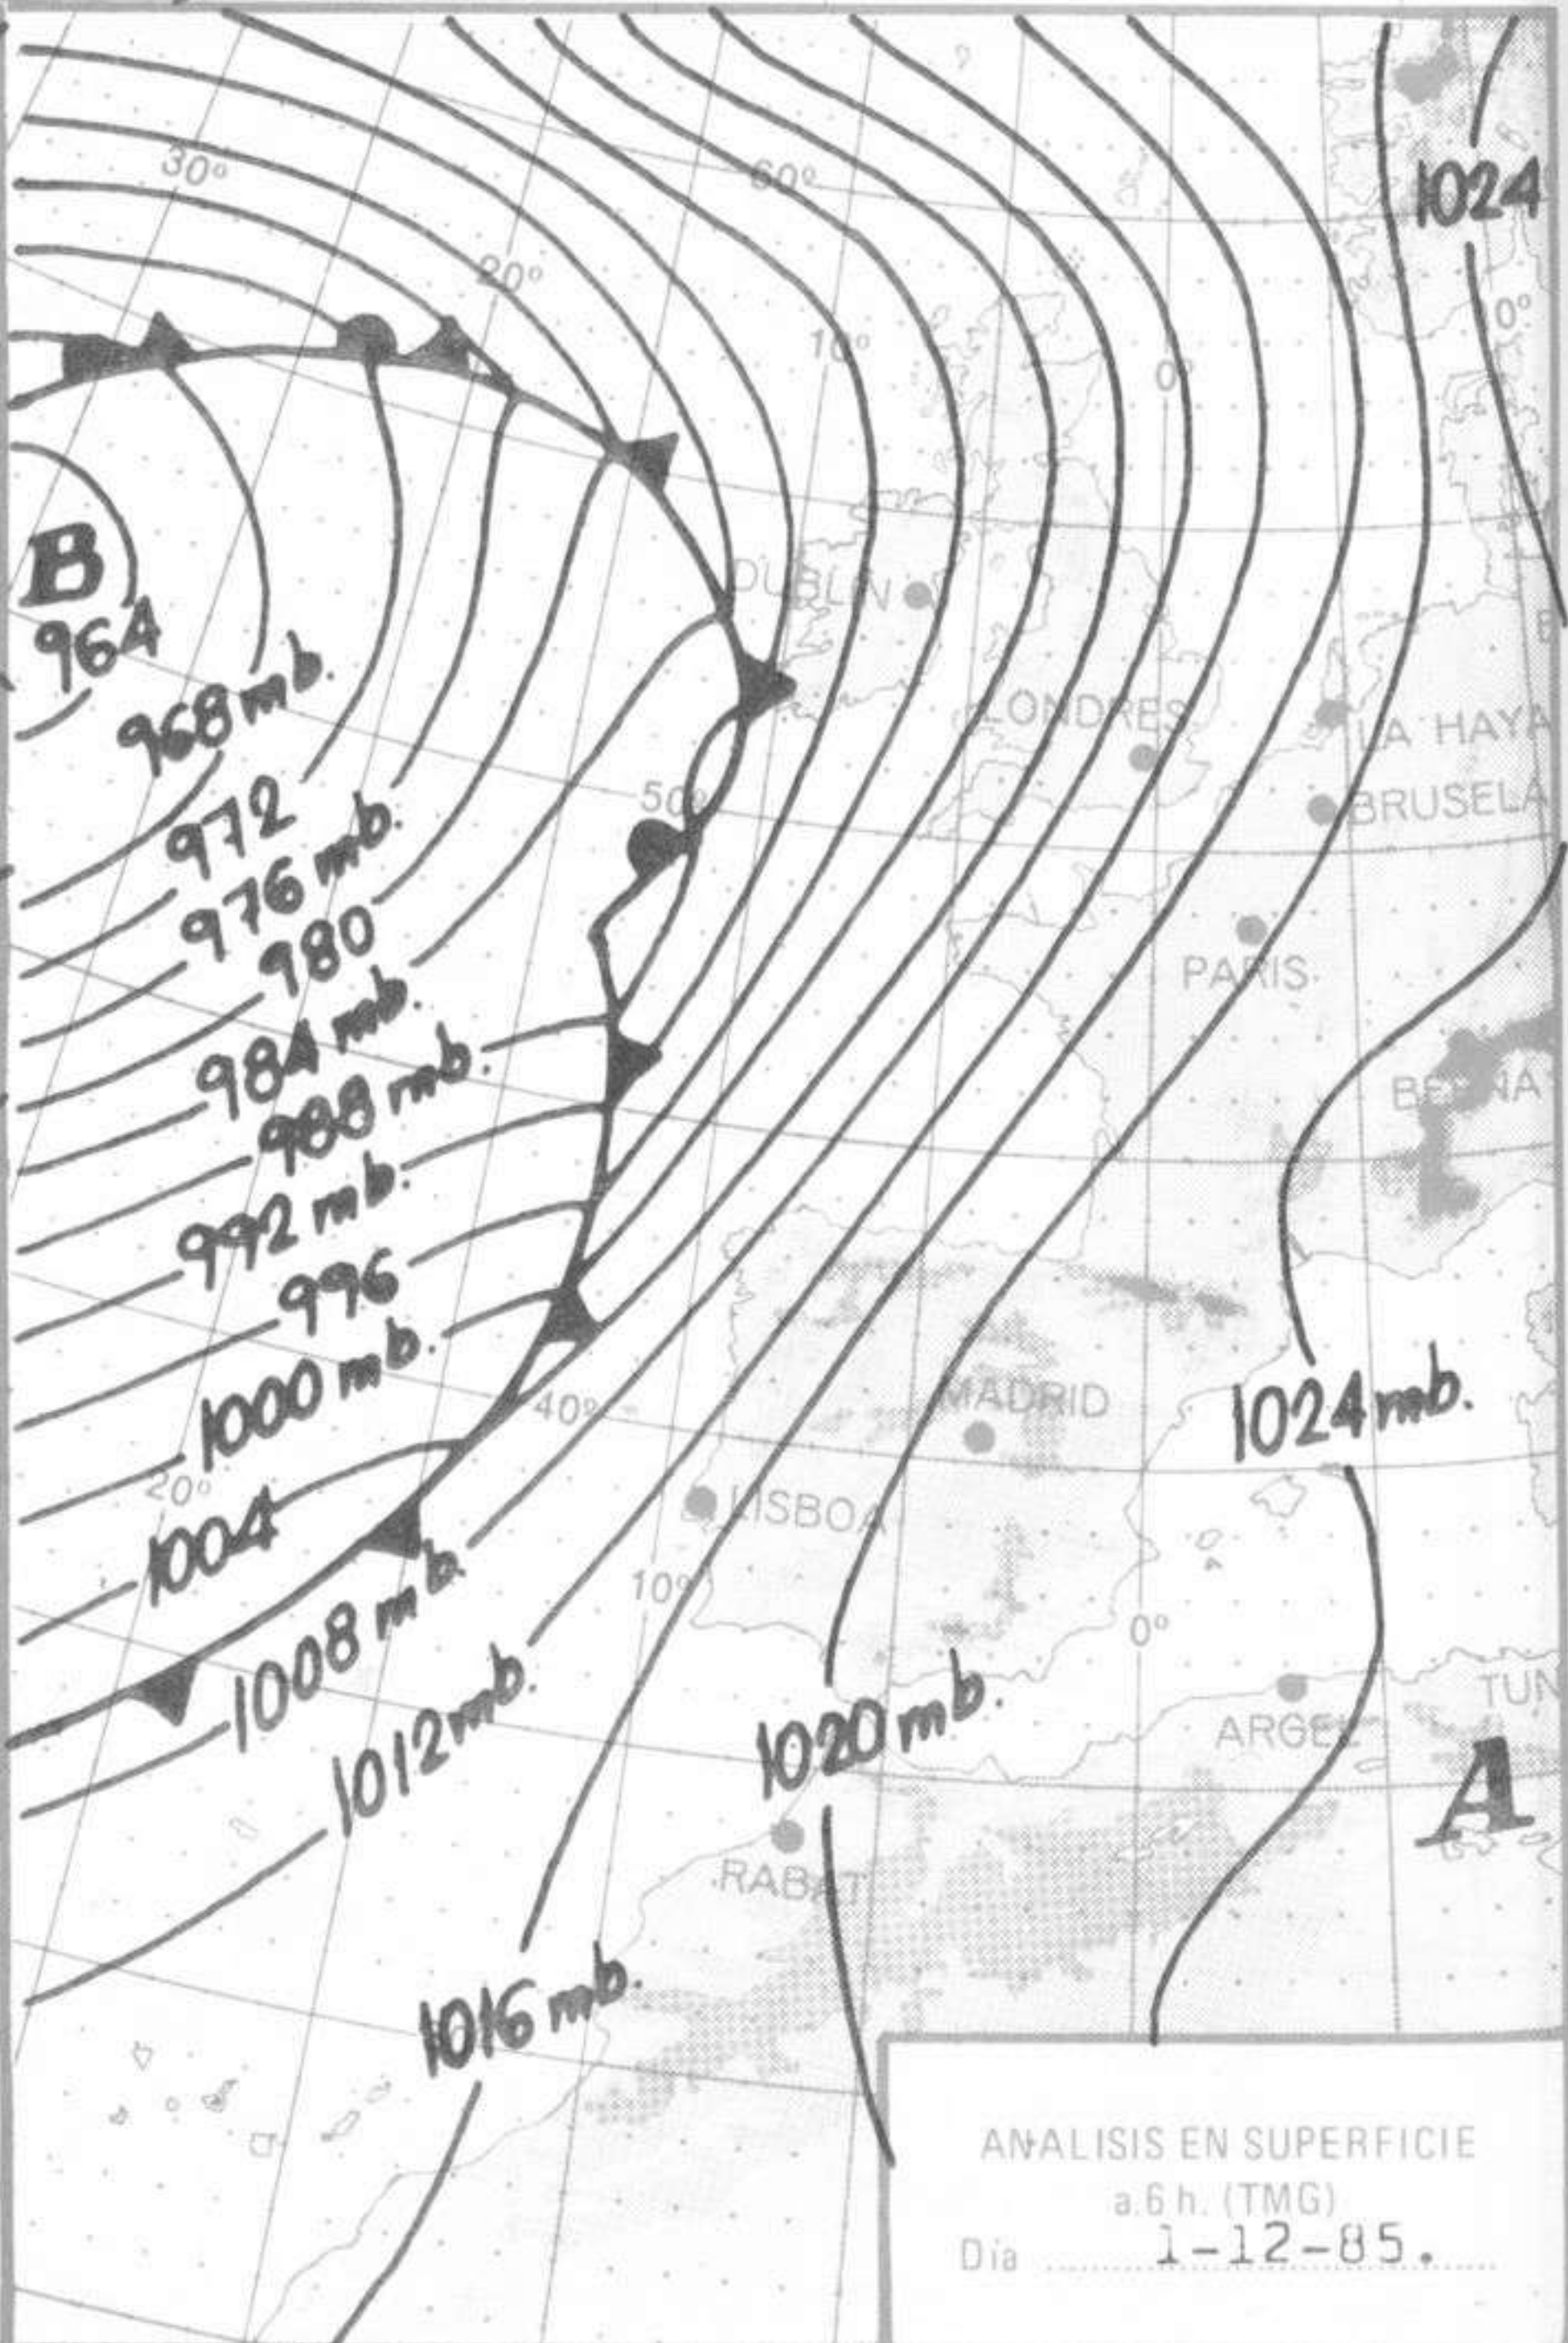 1024
30°
60°
20°
0°
10°
0°
B
964
DUBLIN
968 mb.
LONDRES
LA HAYA
972
50°
BRUSELA
976 mb.
980
PARIS
984 mb.
988 mb.
BERNA
992 mb.
996
1000 mb.
40°
MADRID
1024 mb.
20°
LISBOA
1004
10°
0°
1008 mb.
1012 mb.
1020 mb.
TUN
ARGEL
A
RABAT
1016 mb.
ANALISIS EN SUPERFICIE
a.6 h. (TMG)
Día 1-12-85.